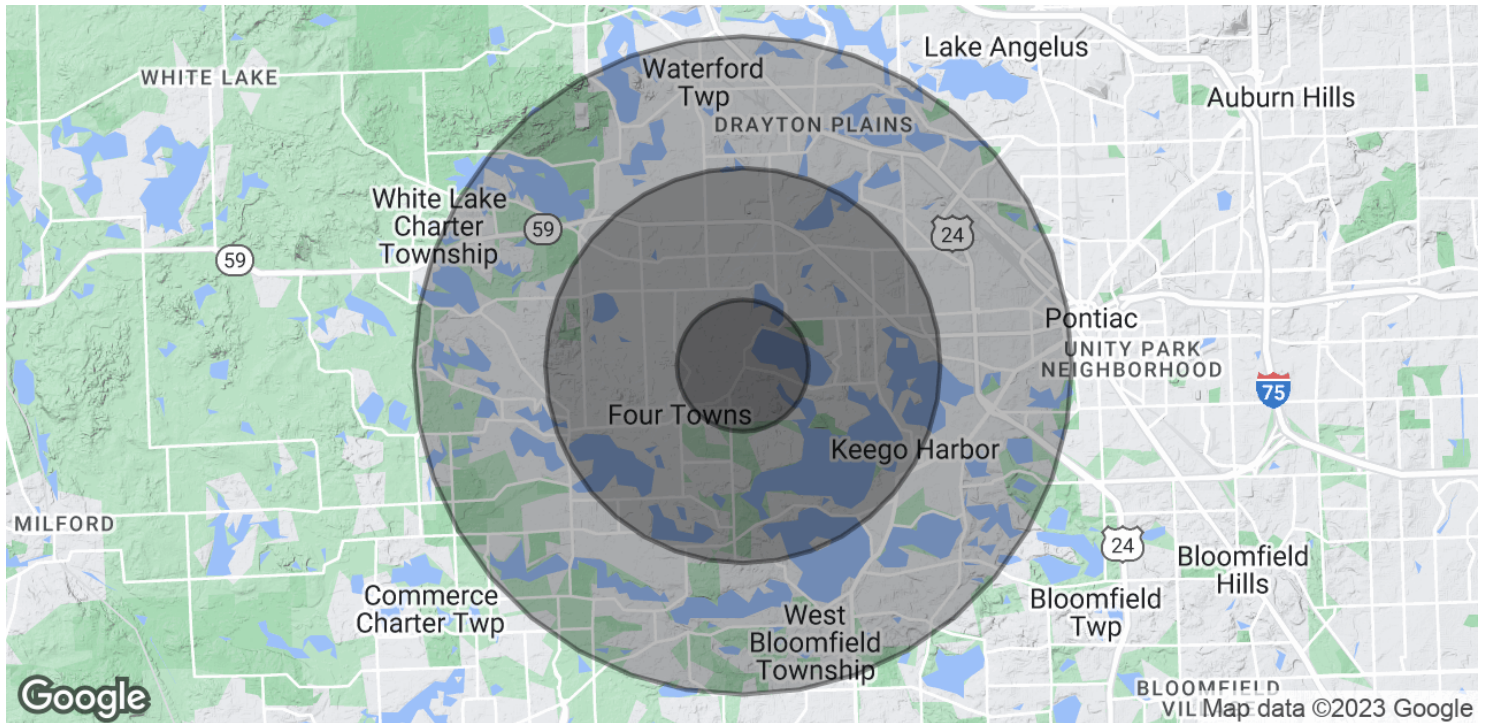 Lake Angelus
Waterford
Twp
WHITE LAKE
Auburn Hills
DRAYTON PLAINS
White Lake
Charter
Township
59
24
59
Pontiac
UNITY PARK
NEIGHBORHOOD
75
Four Towns
Keego Harbor
MILFORD
24
Bloomfield
Hills
Commerce
Charter Twp
Bloomfield
Twp
West
Bloomfield
Township
BLOOMFIELD
Google
Map data ©2023 Google